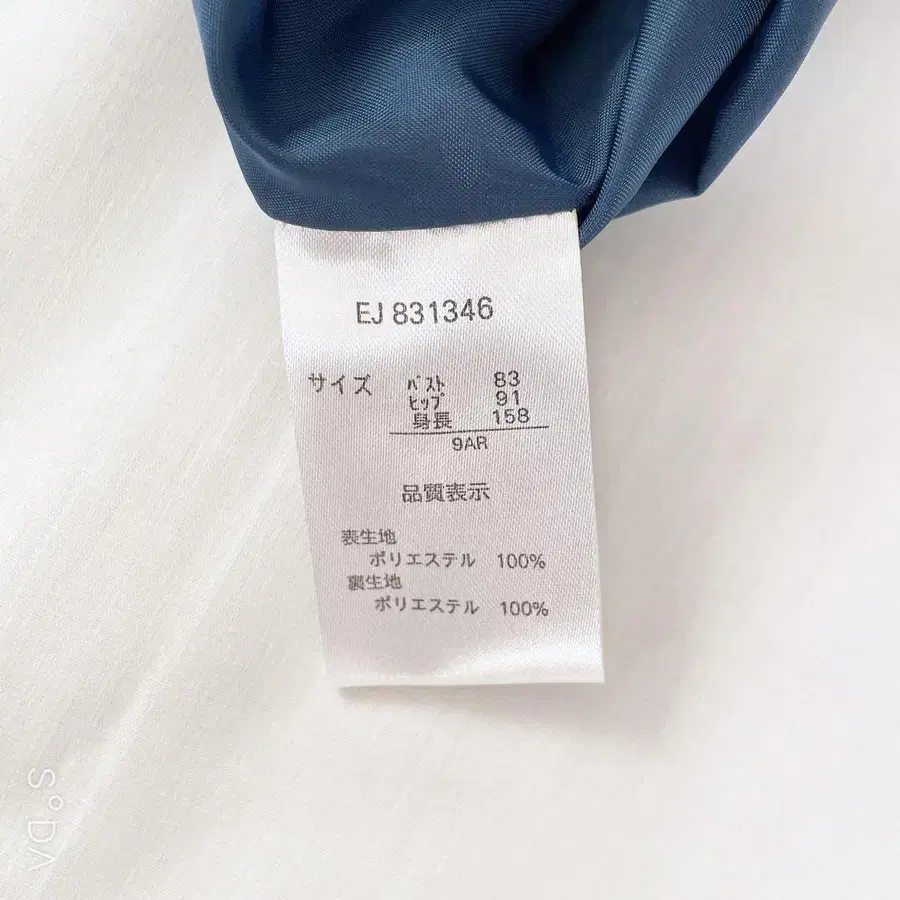 EJ 831346
サイズ バスト 83
ヒップ 91
身長 158
9AR
品質表示
表生地
ポリエステル 100%
裏生地
ポリエステル 100%